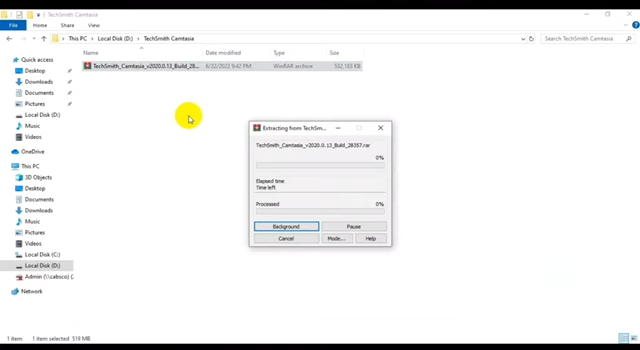 TechSmith Camtasia
File
Home
Share
View
This PC > Local Disk (D:) > TechSmith Camtasia
Search TechSmith Camtasia
Name
Date modified
Type
Size
TechSmith_Camtasia_v2020.0.13_Build_28...
6/22/2022 9:42 PM
WinRAR archive
532,183 KB
Quick access
Desktop
Downloads
Documents
Pictures
Local Disk (D:)
Music
Videos
OneDrive
This PC
3D Objects
Desktop
Documents
Downloads
Music
Pictures
Videos
Local Disk (C:)
Local Disk (D:)
Admin (\\cabsco) (
Network
Extracting from TechSm...
TechSmith_Camtasia_v2020.0.13_Build_28357.rar
0%
Elapsed time
Time left
Processed
0%
Background
Pause
Cancel
Mode...
Help
1 item
1 item selected
519 MB